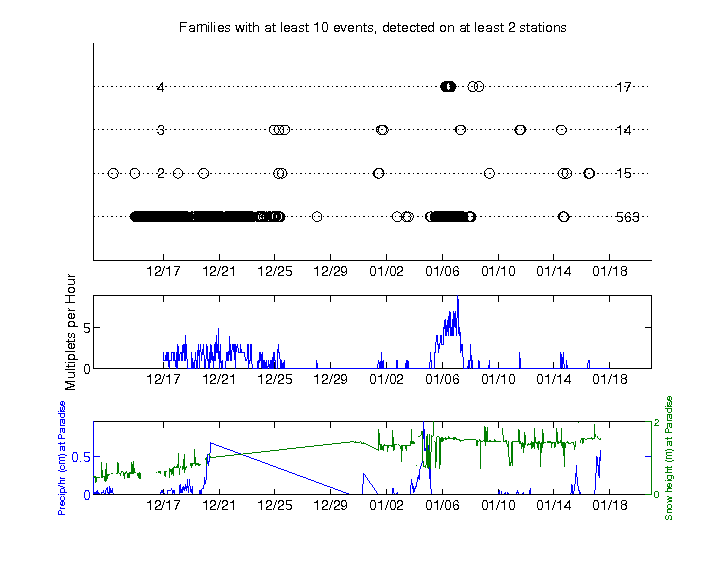 Families with at least 10 events, detected on at least 2 stations
4 17
3 14
2 15
563
12/17 12/21 12/25 12/29 01/02 01/06 01/10 01/14 01/18
Multiplets per Hour
5
0
12/17 12/21 12/25 12/29 01/02 01/06 01/10 01/14 01/18
Precip/hr (cm) at Paradise
0.5
0
2
0
Snow height (m) at Paradise
12/17 12/21 12/25 12/29 01/02 01/06 01/10 01/14 01/18